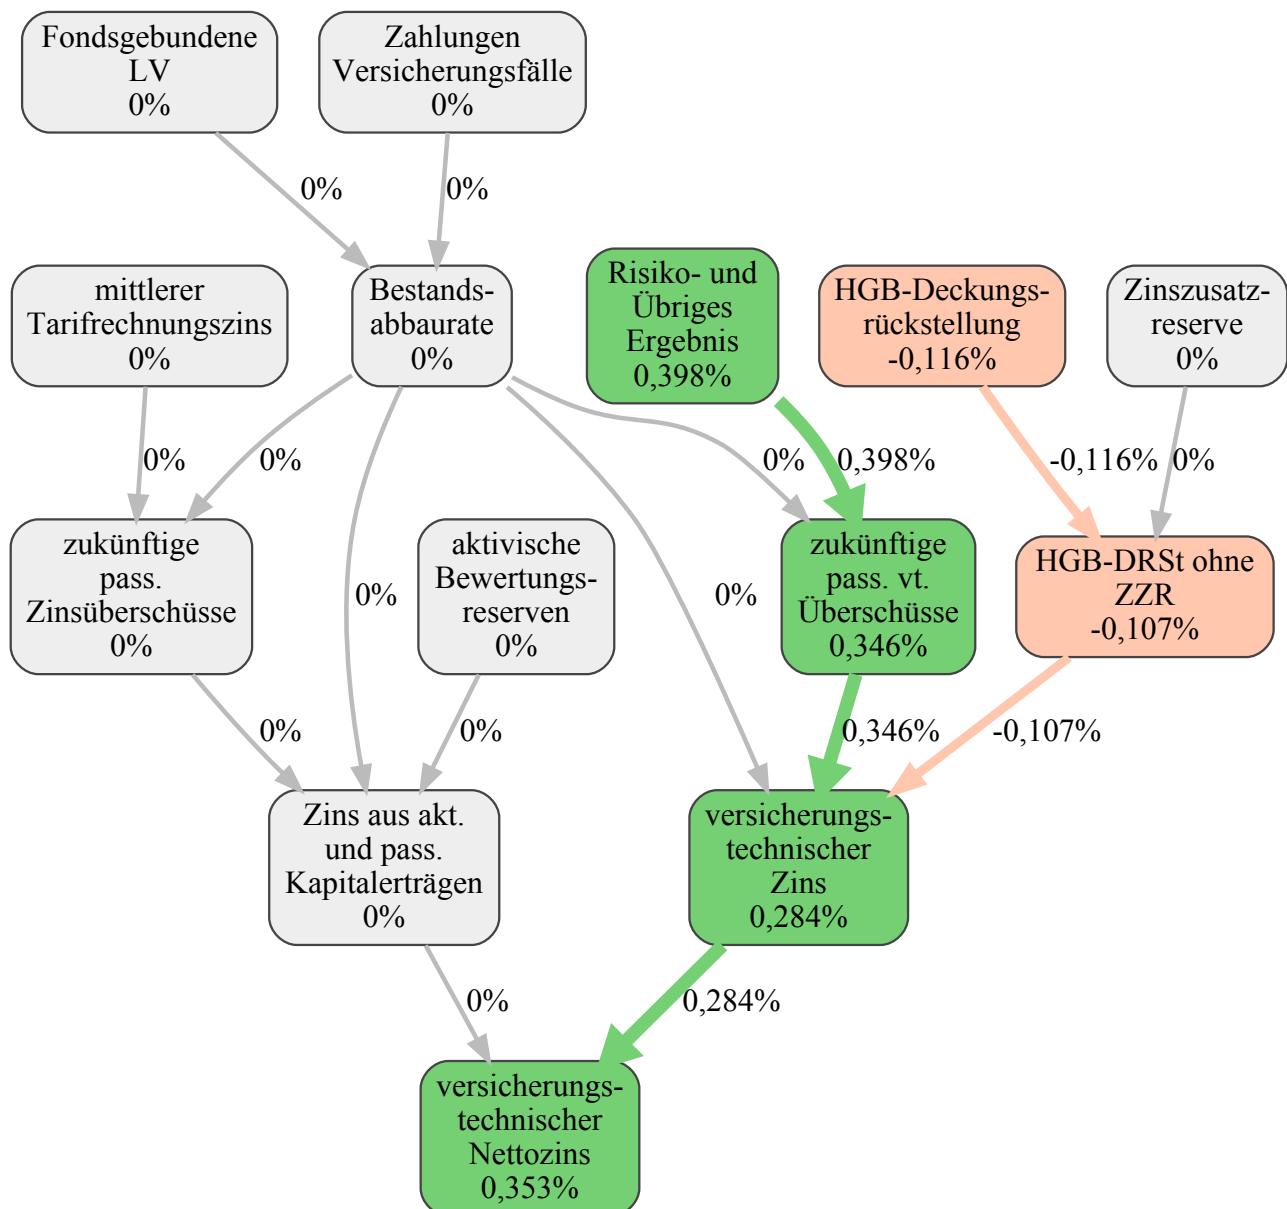 Fondsgebundene
LV
0%
Zahlungen
Versicherungsfälle
0%
0%
0%
mittlerer
Tarifrechnungszins
0%
Bestands-
abbaurate
0%
Risiko- und
Übriges
Ergebnis
0,398%
HGB-Deckungs-
rückstellung
-0,116%
Zinszusatz-
reserve
0%
0%
0%
0%
0,398%
-0,116%
0%
zukünftige
pass.
Zinsüberschüsse
0%
aktivische
Bewertungs-
reserven
0%
0%
0%
zukünftige
pass. vt.
Überschüsse
0,346%
HGB-DRSt ohne
ZZR
-0,107%
0%
0%
0,346%
-0,107%
Zins aus akt.
und pass.
Kapitalerträgen
0%
versicherungs-
technischer
Zins
0,284%
0%
0,284%
versicherungs-
technischer
Nettozins
0,353%